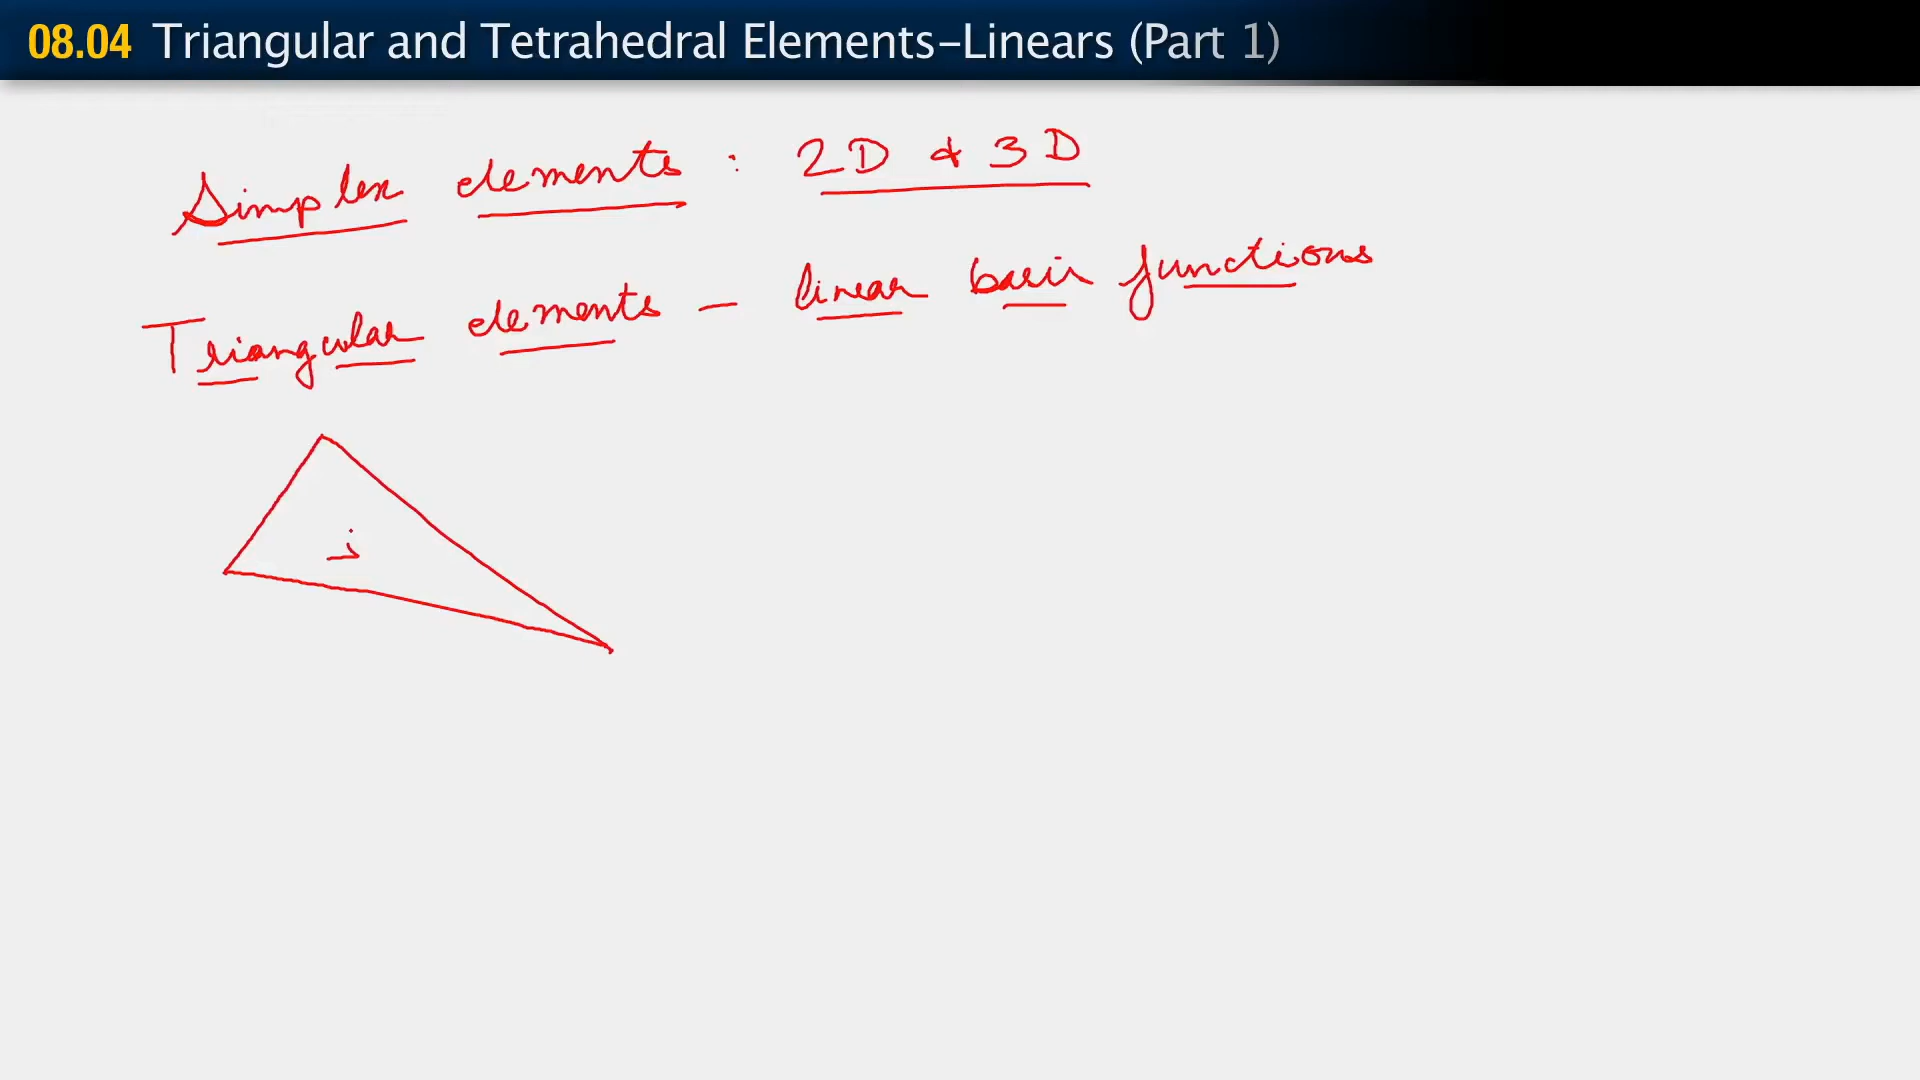 08.04 Triangular and Tetrahedral Elements–Linears (Part 1)
Simplex elements : 2D & 3D
Triangular elements – linear basis functions